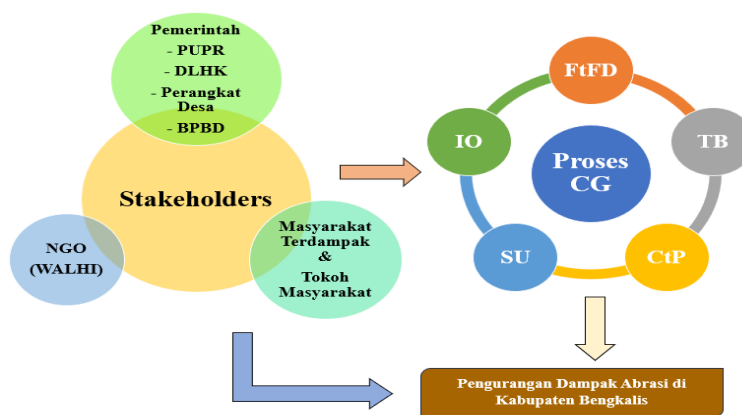 Pemerintah
- PUPR
- DLHK
- Perangkat
Desa
- BPBD
Stakeholders
NGO
(WALHI)
Masyarakat
Terdampak
&
Tokoh
Masyarakat
FtFD
IO
TB
Proses
CG
SU
CtP
Pengurangan Dampak Abrasi di
Kabupaten Bengkalis